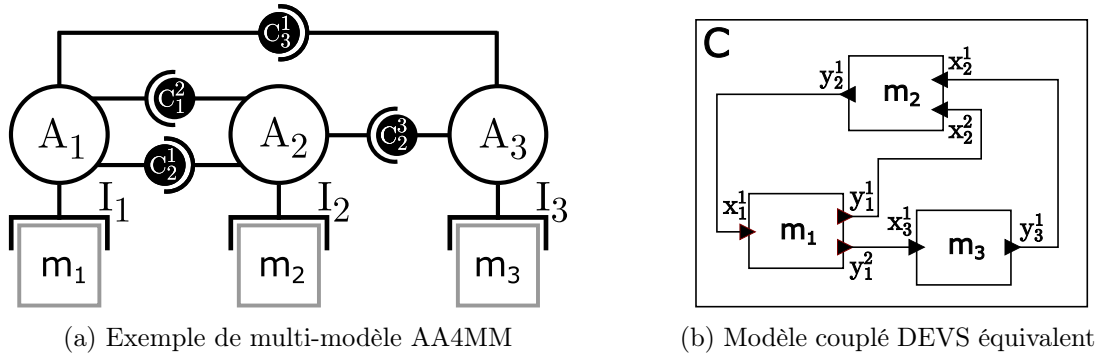 C₃¹
C₁²
A₁ A₂ C₂³ A₃
C₂¹
I₁ I₂ I₃
m₁ m₂ m₃
(a) Exemple de multi-modèle AA4MM
C
y₂¹ x₂¹
m₂
x₂²
x₁¹ y₁¹ x₃¹ y₃¹
m₁ m₃
y₁²
(b) Modèle couplé DEVS équivalent